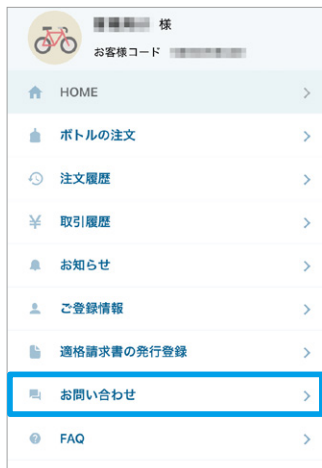 様
お客様コード
HOME
ボトルの注文
注文履歴
取引履歴
お知らせ
ご登録情報
適格請求書の発行登録
お問い合わせ
FAQ